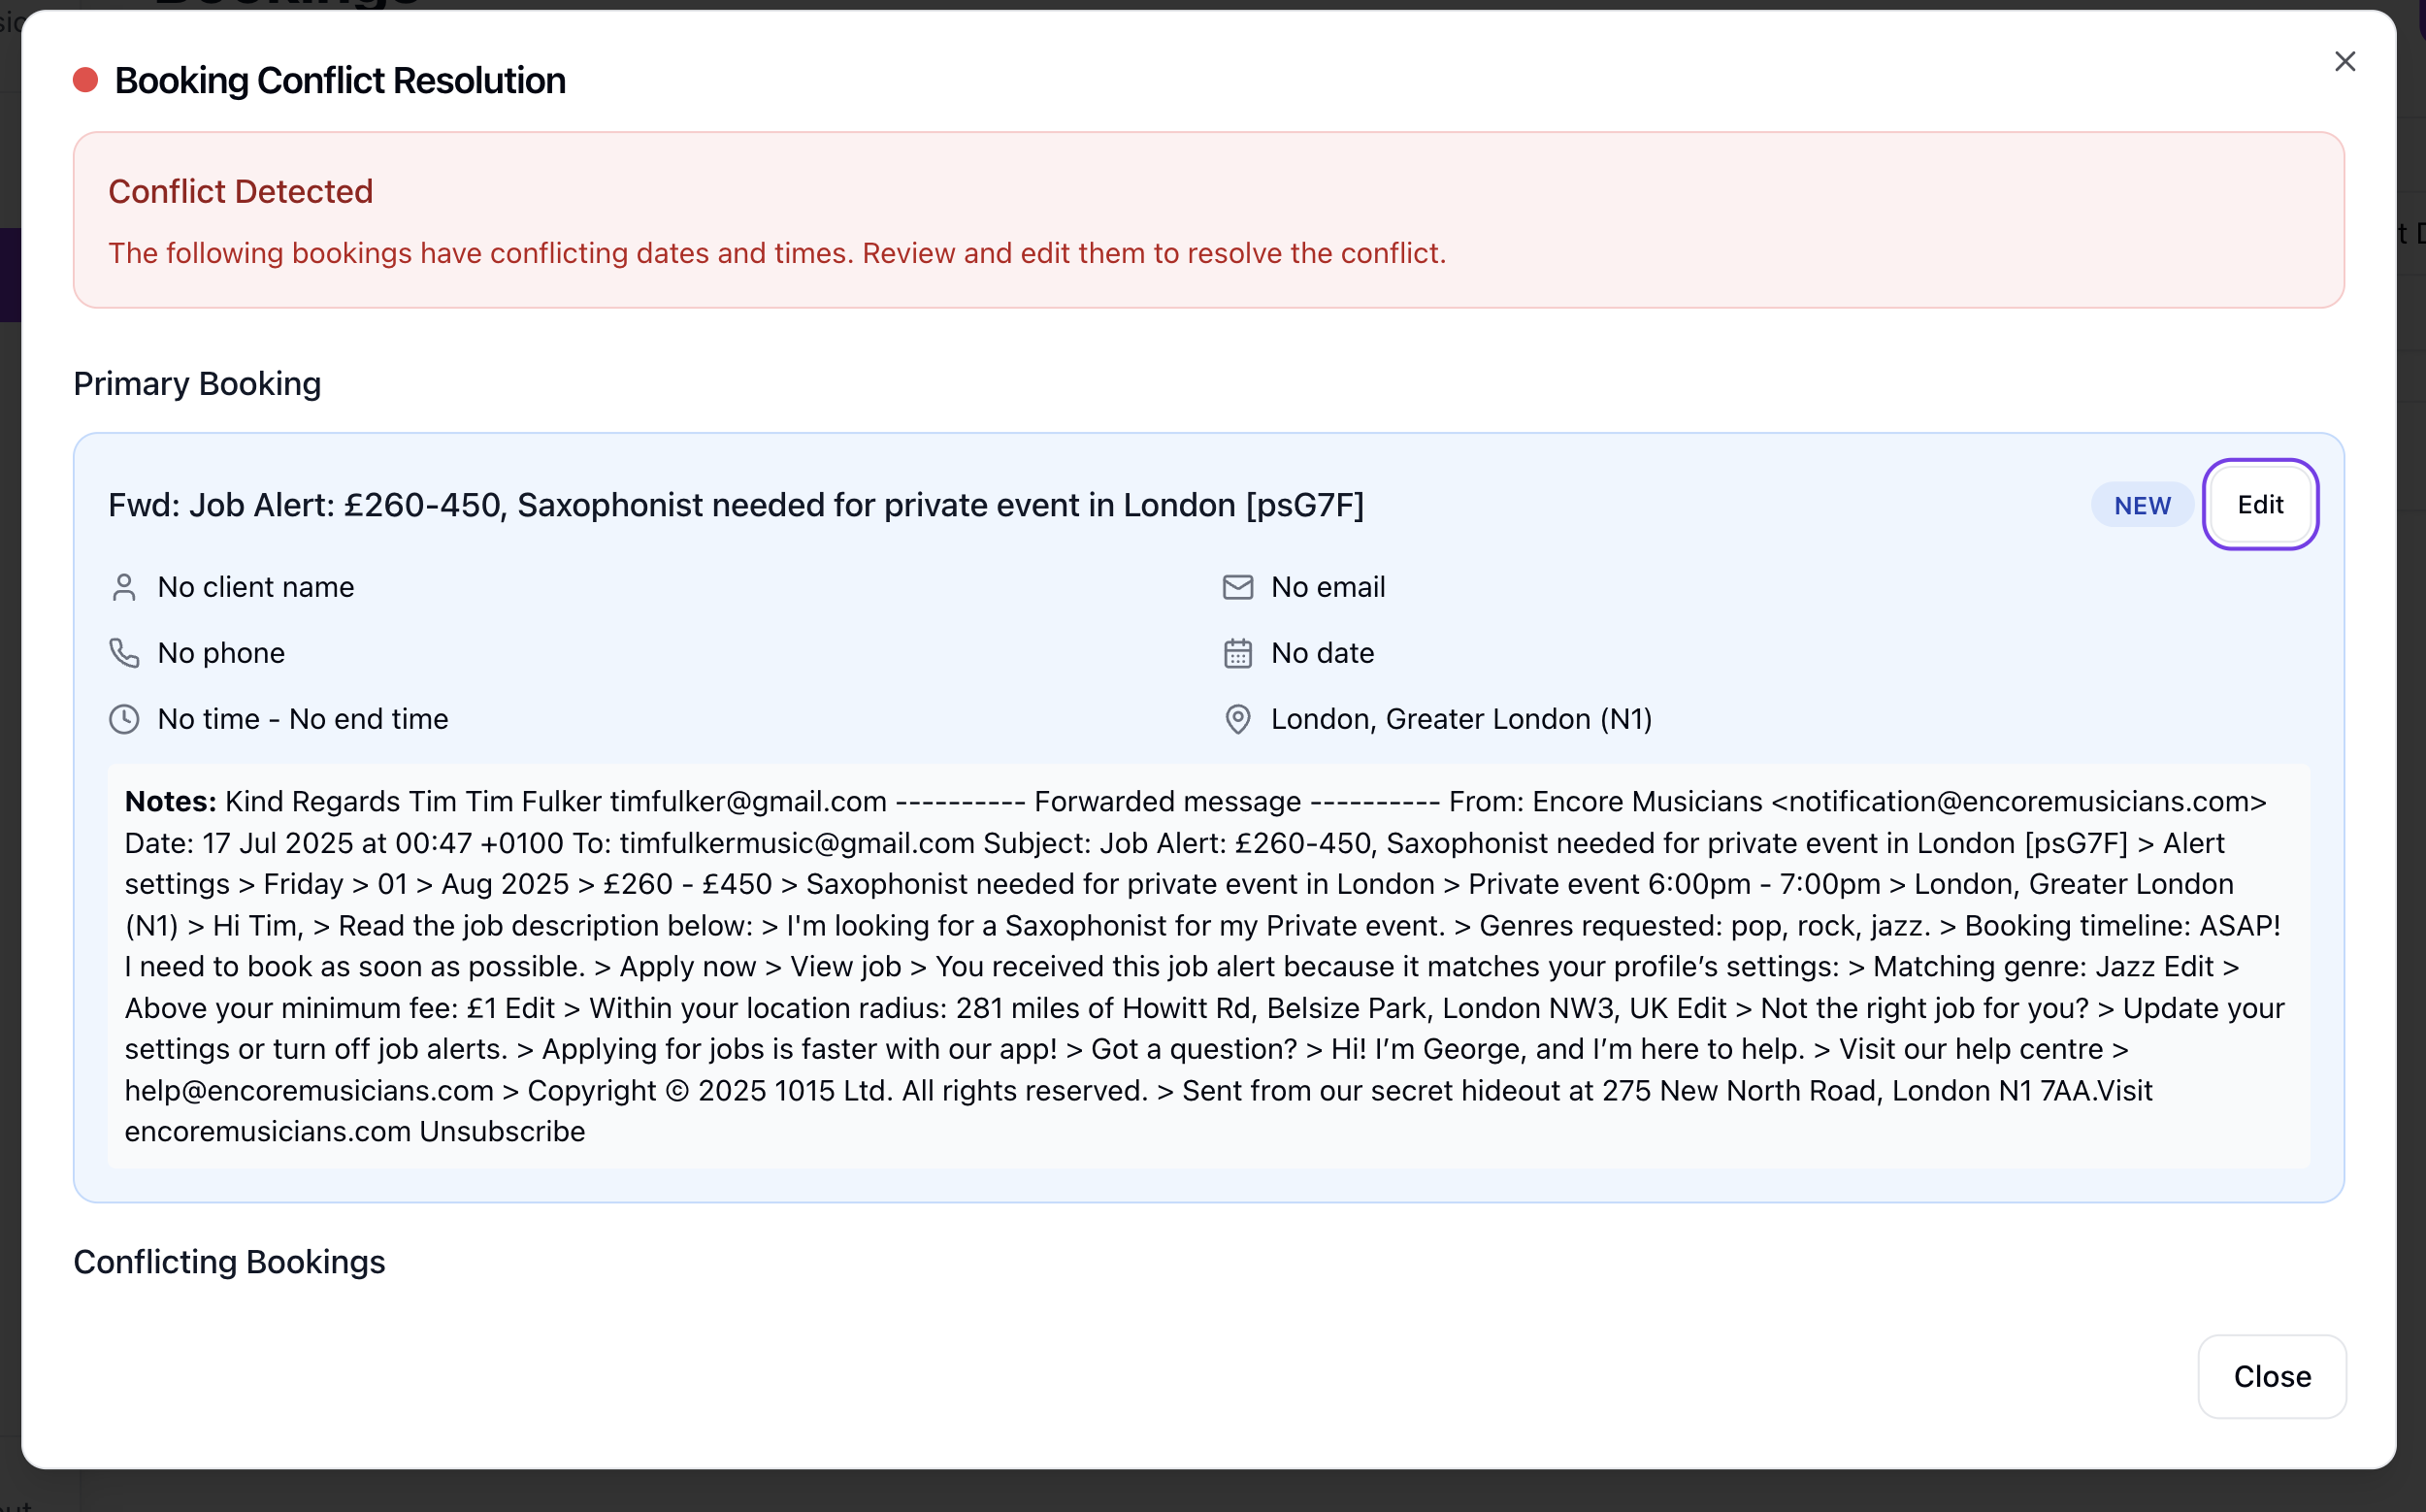 Bookings
Booking Conflict Resolution
Conflict Detected
The following bookings have conflicting dates and times. Review and edit them to resolve the conflict.
Primary Booking
Fwd: Job Alert: £260-450, Saxophonist needed for private event in London [psG7F]
NEW
Edit
No client name
No email
No phone
No date
No time - No end time
London, Greater London (N1)
Notes: Kind Regards Tim Tim Fulker timfulker@gmail.com ---------- Forwarded message ---------- From: Encore Musicians <notification@encoremusicians.com>
Date: 17 Jul 2025 at 00:47 +0100 To: timfulkermusic@gmail.com Subject: Job Alert: £260-450, Saxophonist needed for private event in London [psG7F] > Alert
settings > Friday > 01 > Aug 2025 > £260 - £450 > Saxophonist needed for private event in London > Private event 6:00pm - 7:00pm > London, Greater London
(N1) > Hi Tim, > Read the job description below: > I'm looking for a Saxophonist for my Private event. > Genres requested: pop, rock, jazz. > Booking timeline: ASAP!
I need to book as soon as possible. > Apply now > View job > You received this job alert because it matches your profile’s settings: > Matching genre: Jazz Edit >
Above your minimum fee: £1 Edit > Within your location radius: 281 miles of Howitt Rd, Belsize Park, London NW3, UK Edit > Not the right job for you? > Update your
settings or turn off job alerts. > Applying for jobs is faster with our app! > Got a question? > Hi! I’m George, and I’m here to help. > Visit our help centre >
help@encoremusicians.com > Copyright © 2025 1015 Ltd. All rights reserved. > Sent from our secret hideout at 275 New North Road, London N1 7AA.Visit
encoremusicians.com Unsubscribe
Conflicting Bookings
Close